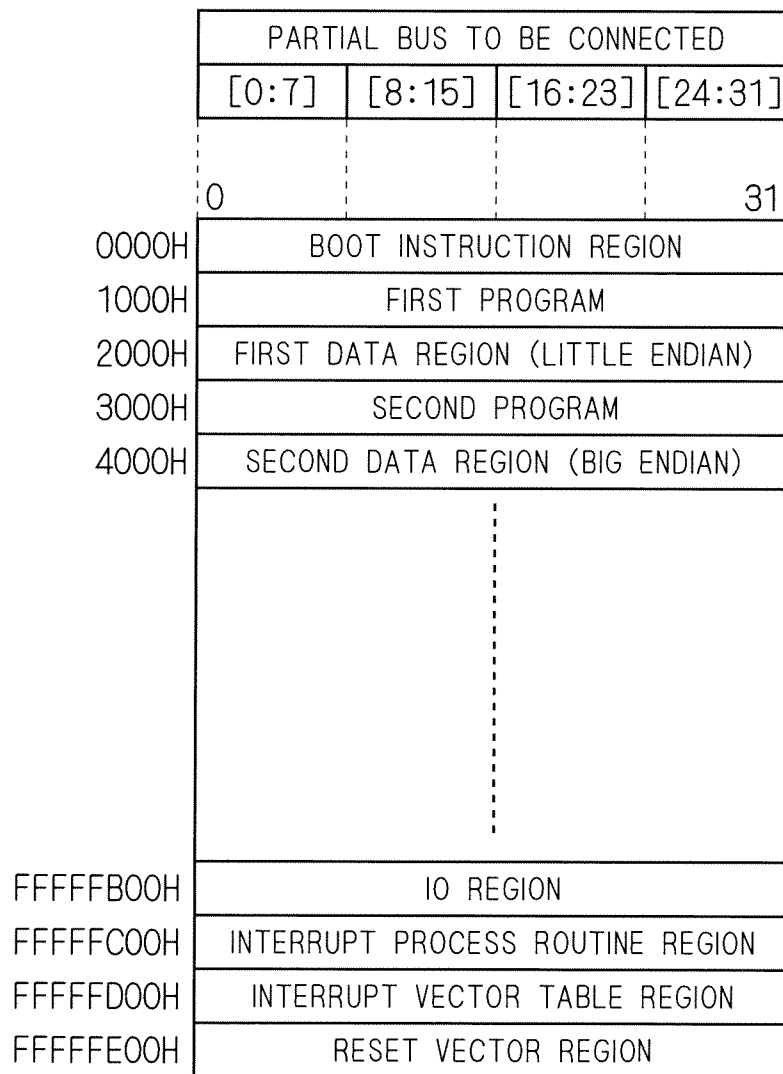 PARTIAL BUS TO BE CONNECTED
[0:7] [8:15] [16:23] [24:31]
0 31
0000H BOOT INSTRUCTION REGION
1000H FIRST PROGRAM
2000H FIRST DATA REGION (LITTLE ENDIAN)
3000H SECOND PROGRAM
4000H SECOND DATA REGION (BIG ENDIAN)
FFFFFB00H IO REGION
FFFFFC00H INTERRUPT PROCESS ROUTINE REGION
FFFFFD00H INTERRUPT VECTOR TABLE REGION
FFFFFE00H RESET VECTOR REGION